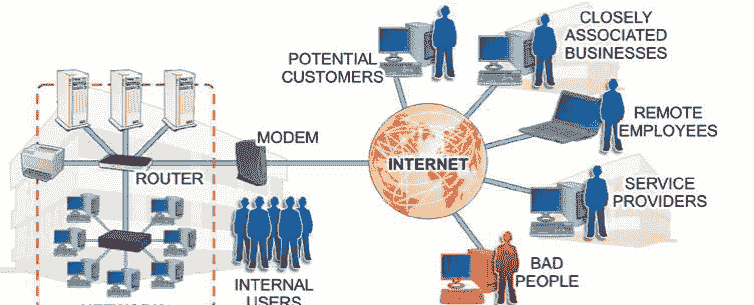 CLOSELY
ASSOCIATED
BUSINESSES
POTENTIAL
CUSTOMERS
REMOTE
EMPLOYEES
MODEM
INTERNET
ROUTER
SERVICE
PROVIDERS
BAD
PEOPLE
INTERNAL
USERS